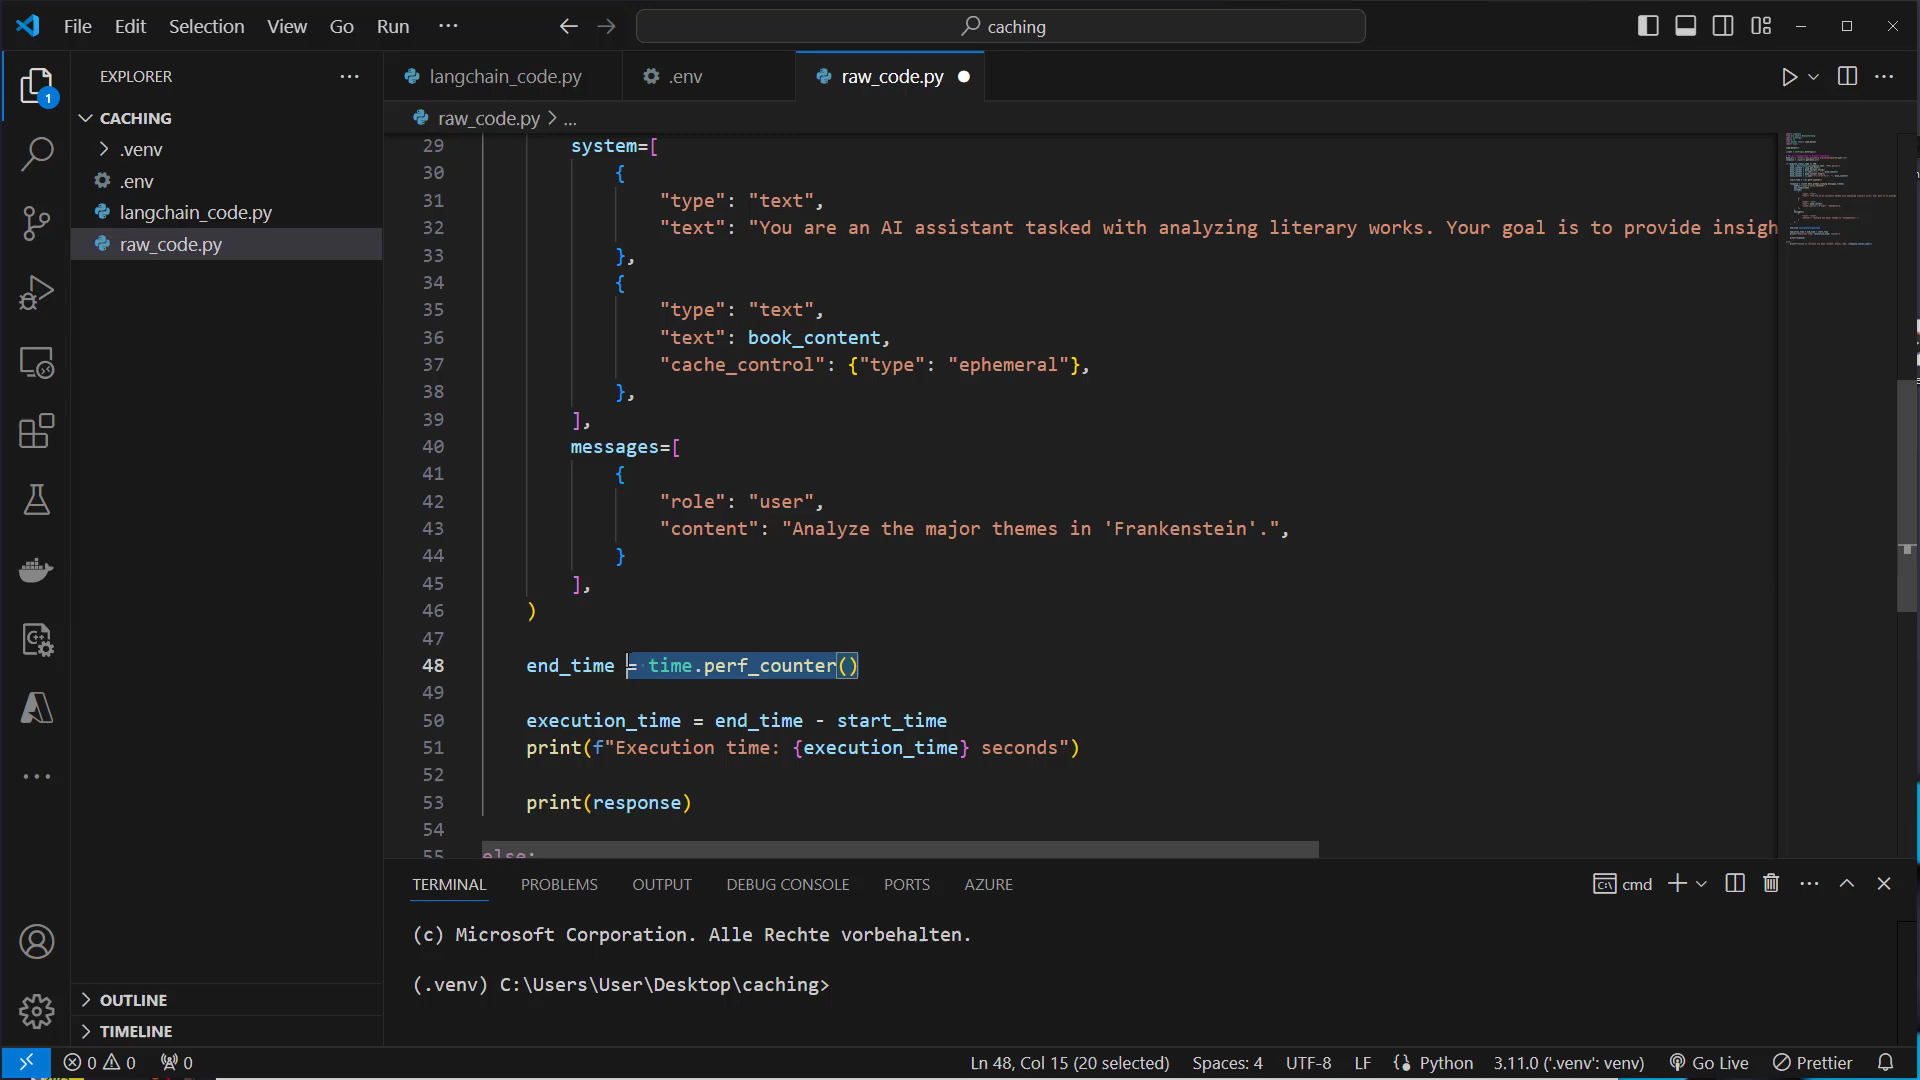 File Edit Selection View Go Run ...
caching
EXPLORER ...
langchain_code.py
.env
raw_code.py
CACHING
raw_code.py > ...
.venv
.env
langchain_code.py
raw_code.py
1
29 system=[
30 {
31 "type": "text",
32 "text": "You are an AI assistant tasked with analyzing literary works. Your goal is to provide insigh
33 },
34 {
35 "type": "text",
36 "text": book_content,
37 "cache_control": {"type": "ephemeral"},
38 },
39 ],
40 messages=[
41 {
42 "role": "user",
43 "content": "Analyze the major themes in 'Frankenstein'.",
44 }
45 ],
46 )
47
48 end_time = time.perf_counter()
49
50 execution_time = end_time - start_time
51 print(f"Execution time: {execution_time} seconds")
52
53 print(response)
54
55 else:
TERMINAL PROBLEMS OUTPUT DEBUG CONSOLE PORTS AZURE
cmd
(c) Microsoft Corporation. Alle Rechte vorbehalten.
(.venv) C:\Users\User\Desktop\caching>
OUTLINE
TIMELINE
0 0 0 Ln 48, Col 15 (20 selected) Spaces: 4 UTF-8 LF Python 3.11.0 ('.venv': venv) Go Live Prettier